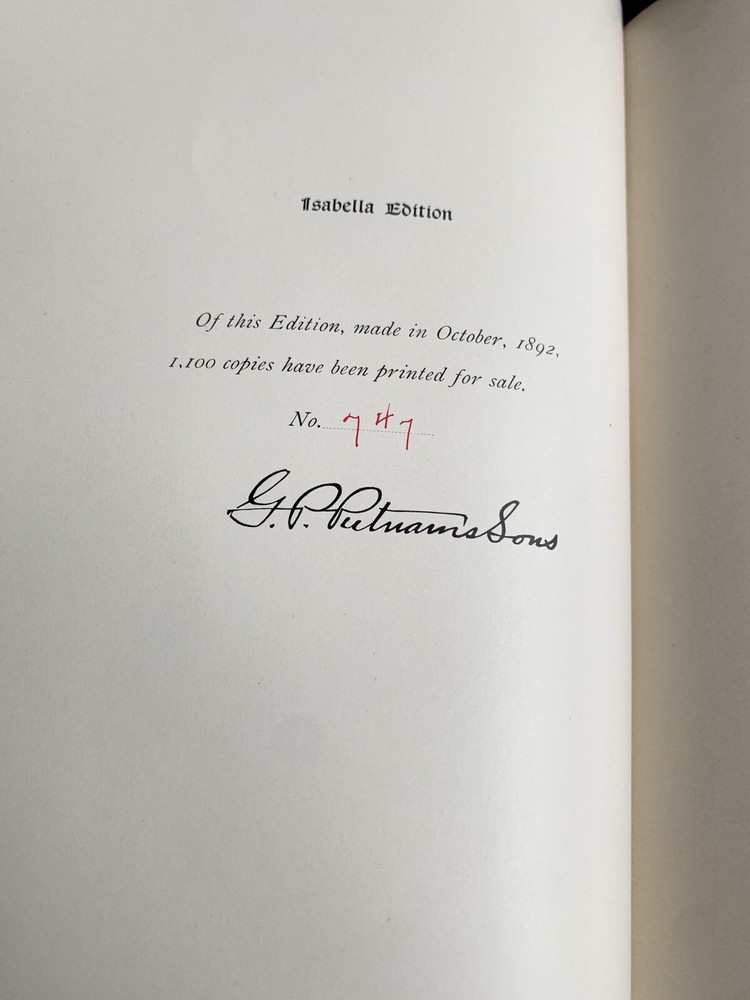 Isabella Edition
Of this Edition, made in October, 1892,
1,100 copies have been printed for sale.
No. 747
G. P. Putnam's Sons